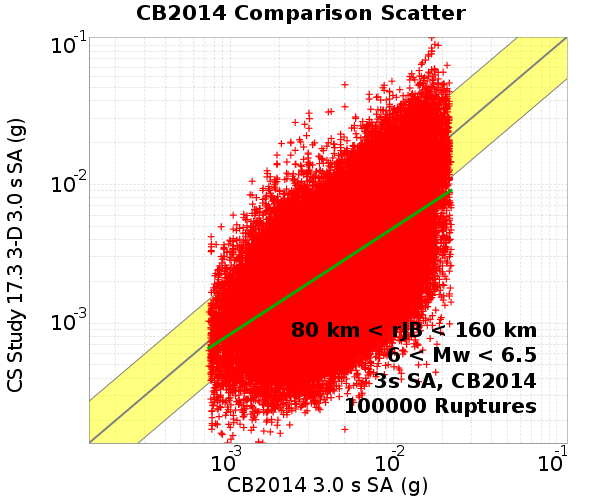 CB2014 Comparison Scatter
CS Study 17.3 3-D 3.0 s SA (g)
10-1
10-2
10-3
80 km < rJB < 160 km
6 < Mw < 6.5
3s SA, CB2014
100000 Ruptures
10-3 10-2 10-1
CB2014 3.0 s SA (g)